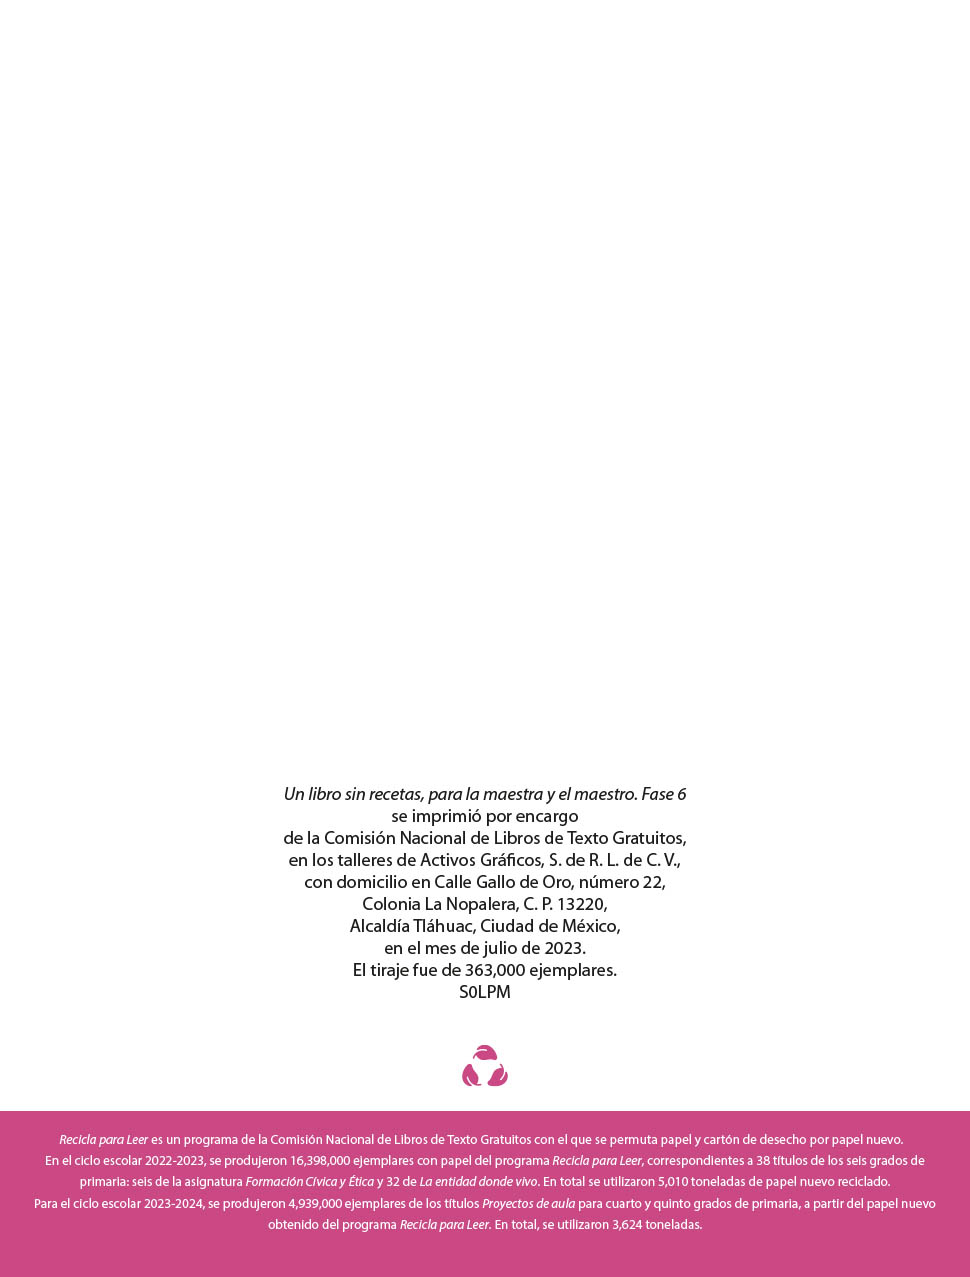 Un libro sin recetas, para la maestra y el maestro. Fase 6
se imprimió por encargo
de la Comisión Nacional de Libros de Texto Gratuitos,
en los talleres de Activos Gráficos, S. de R. L. de C. V.,
con domicilio en Calle Gallo de Oro, número 22,
Colonia La Nopalera, C. P. 13220,
Alcaldía Tláhuac, Ciudad de México,
en el mes de julio de 2023.
El tiraje fue de 363,000 ejemplares.
S0LPM
Recicla para Leer es un programa de la Comisión Nacional de Libros de Texto Gratuitos con el que se permuta papel y cartón de desecho por papel nuevo.
En el ciclo escolar 2022-2023, se produjeron 16,398,000 ejemplares con papel del programa Recicla para Leer, correspondientes a 38 títulos de los seis grados de
primaria: seis de la asignatura Formación Cívica y Ética y 32 de La entidad donde vivo. En total se utilizaron 5,010 toneladas de papel nuevo reciclado.
Para el ciclo escolar 2023-2024, se produjeron 4,939,000 ejemplares de los títulos Proyectos de aula para cuarto y quinto grados de primaria, a partir del papel nuevo
obtenido del programa Recicla para Leer. En total, se utilizaron 3,624 toneladas.